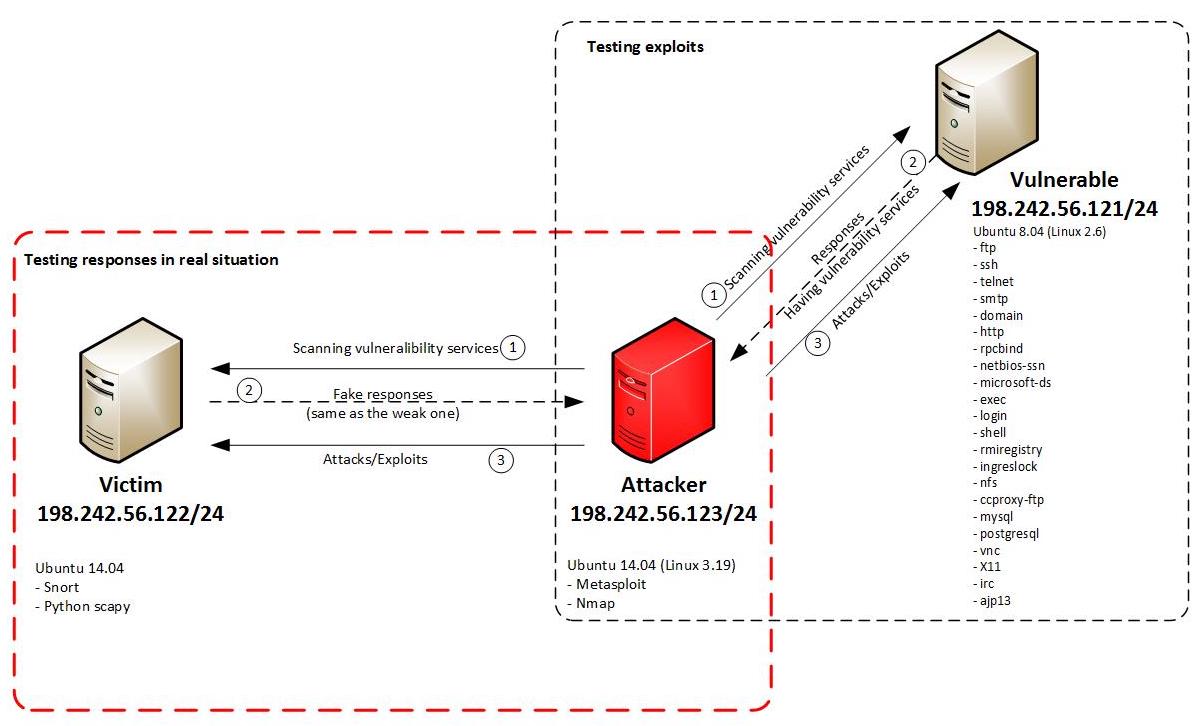 Testing exploits
Vulnerable
198.242.56.121/24
Ubuntu 8.04 (Linux 2.6)
- ftp
- ssh
- telnet
- smtp
- domain
- http
- rpcbind
- netbios-ssn
- microsoft-ds
- exec
- login
- shell
- rmiregistry
- ingreslock
- nfs
- ccproxy-ftp
- mysql
- postgresql
- vnc
- X11
- irc
- ajp13
1 Scanning vulnerability services
2
Responses
Having vulnerability services
3 Attacks/Exploits
Testing responses in real situation
Scanning vulneralibility services 1
2 Fake responses
(same as the weak one)
Attacks/Exploits 3
Victim
198.242.56.122/24
Ubuntu 14.04
- Snort
- Python scapy
Attacker
198.242.56.123/24
Ubuntu 14.04 (Linux 3.19)
- Metasploit
- Nmap